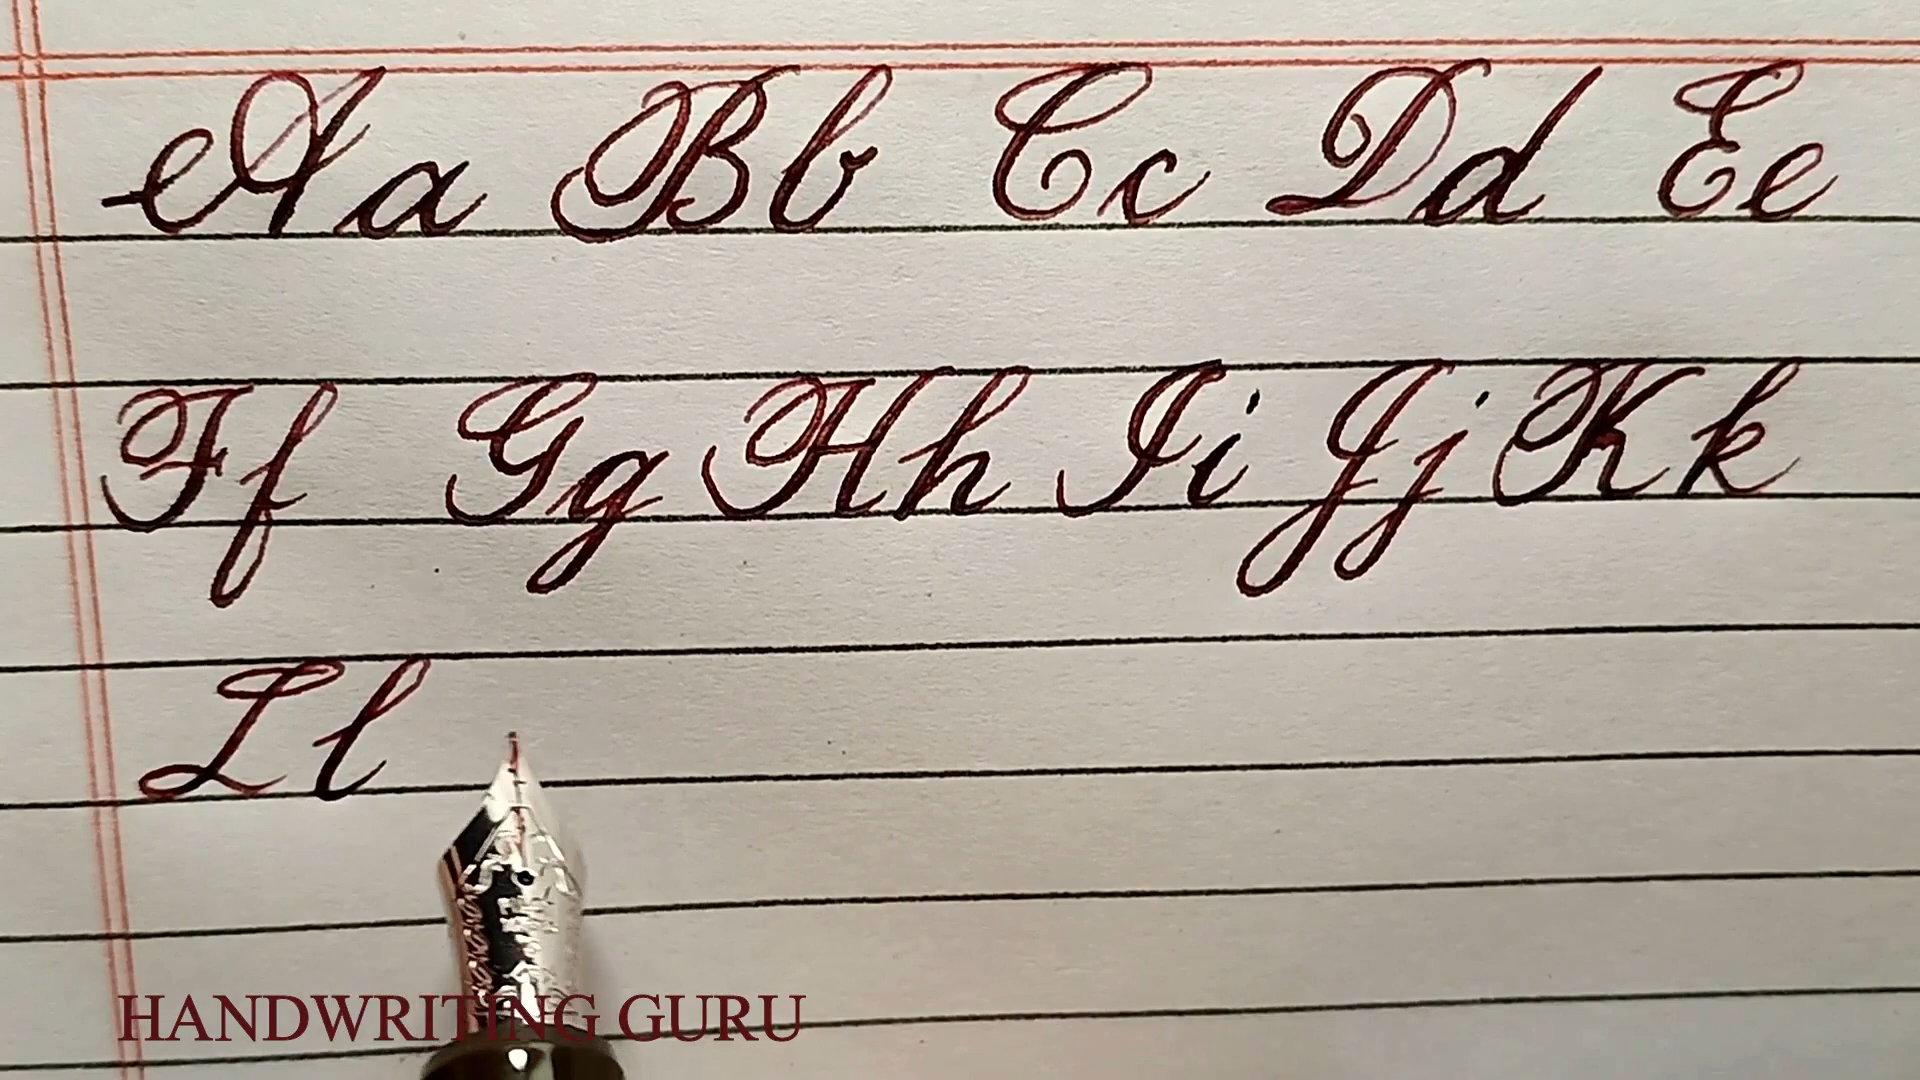 Aa Bb Cc Dd Ee
Ff Gg Hh Ii Jj Kk
Ll
HANDWRITING GURU